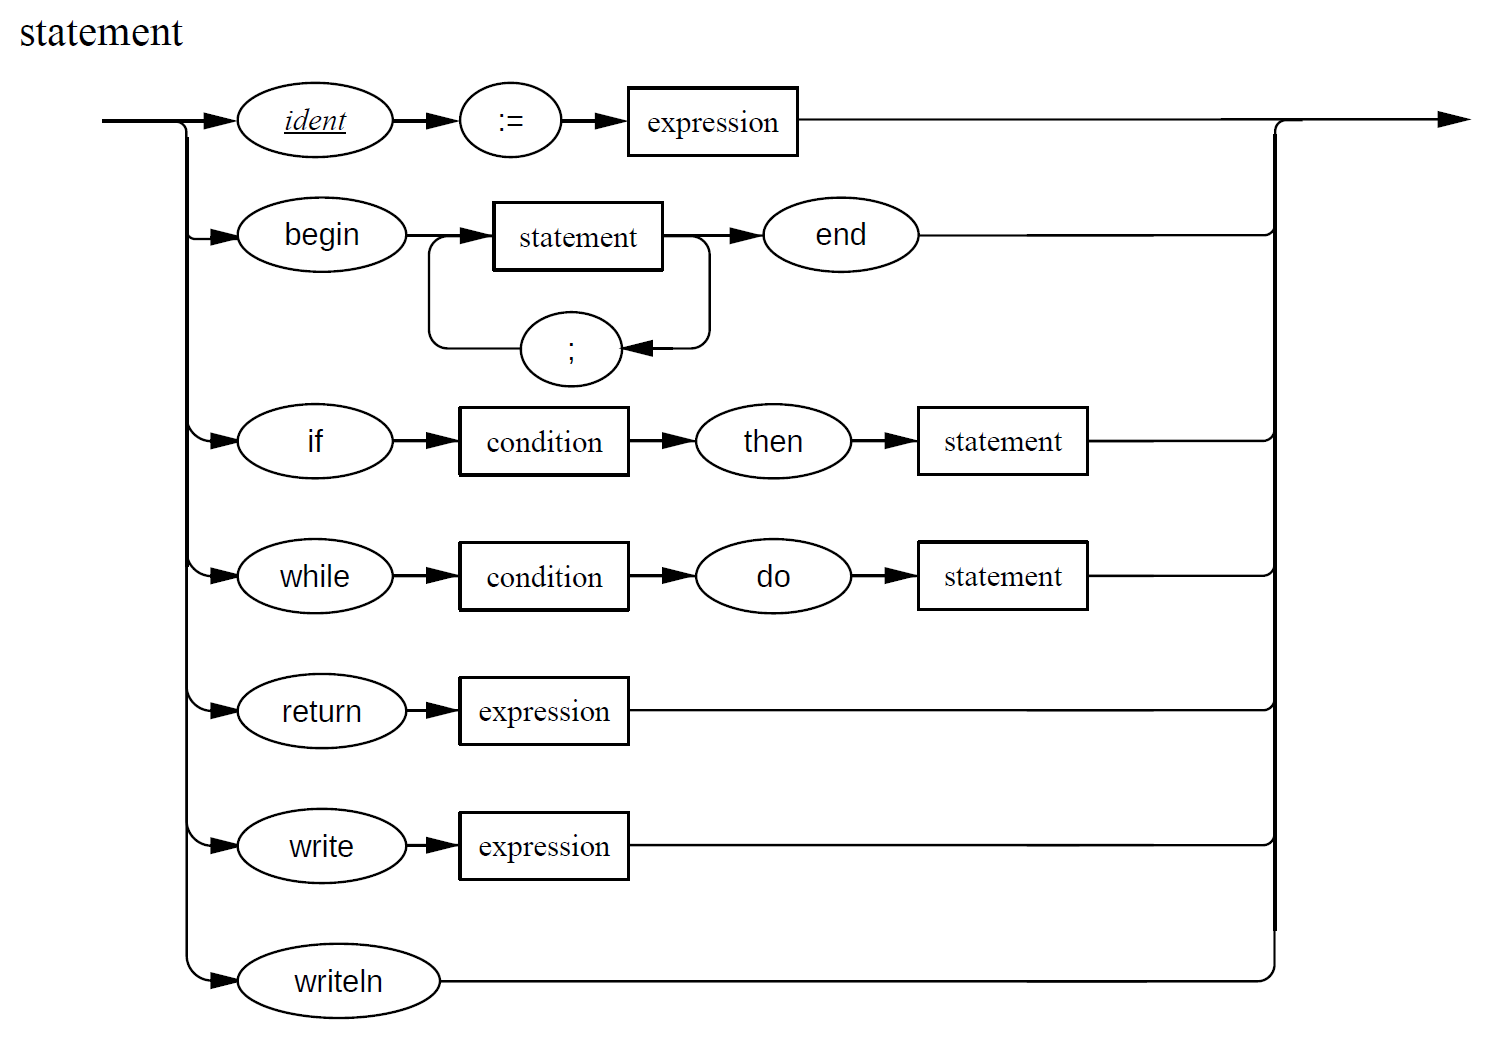 statement
ident := expression
begin statement end
;
if condition then statement
while condition do statement
return expression
write expression
writeln